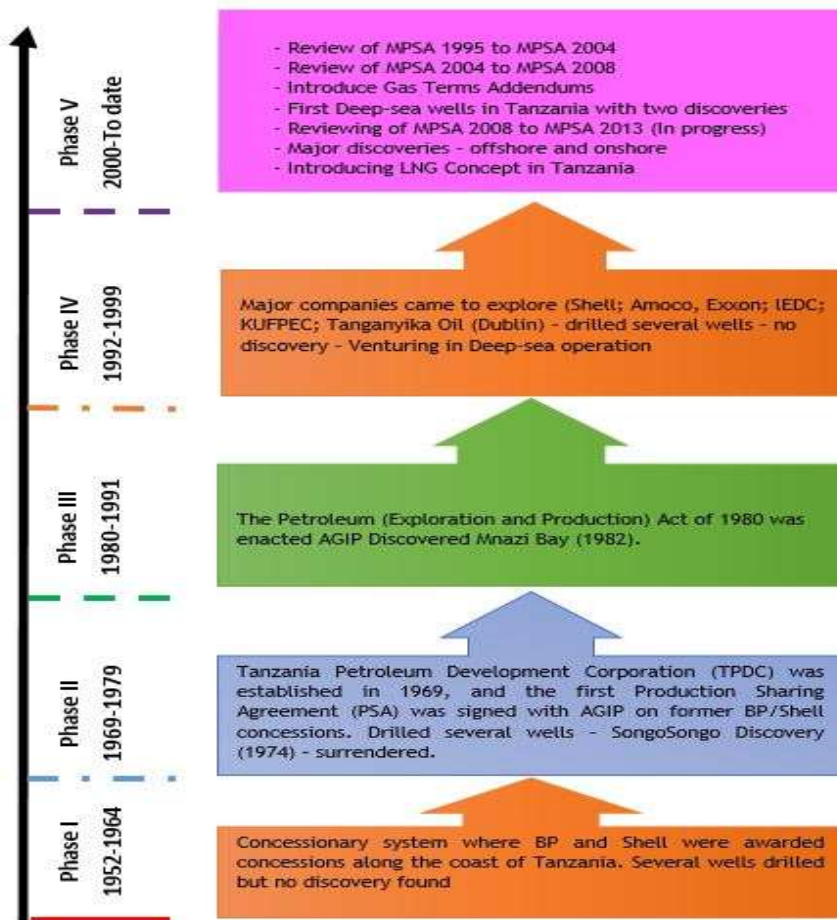 Phase V
2000-To date
- Review of MPSA 1995 to MPSA 2004
- Review of MPSA 2004 to MPSA 2008
- Introduce Gas Terms Addendums
- First Deep-sea wells in Tanzania with two discoveries
- Reviewing of MPSA 2008 to MPSA 2013 (In progress)
- Major discoveries - offshore and onshore
- Introducing LNG Concept in Tanzania
Phase IV
1992-1999
Major companies came to explore (Shell; Amoco, Exxon; lEDC;
KUFPEC; Tanganyika Oil (Dublin) - drilled several wells - no
discovery - Venturing in Deep-sea operation
Phase III
1980-1991
The Petroleum (Exploration and Production) Act of 1980 was
enacted AGIP Discovered Mnazi Bay (1982).
Phase II
1969-1979
Tanzania Petroleum Development Corporation (TPDC) was
established in 1969, and the first Production Sharing
Agreement (PSA) was signed with AGIP on former BP/Shell
concessions. Drilled several wells - SongoSongo Discovery
(1974) - surrendered.
Phase I
1952-1964
Concessionary system where BP and Shell were awarded
concessions along the coast of Tanzania. Several wells drilled
but no discovery found